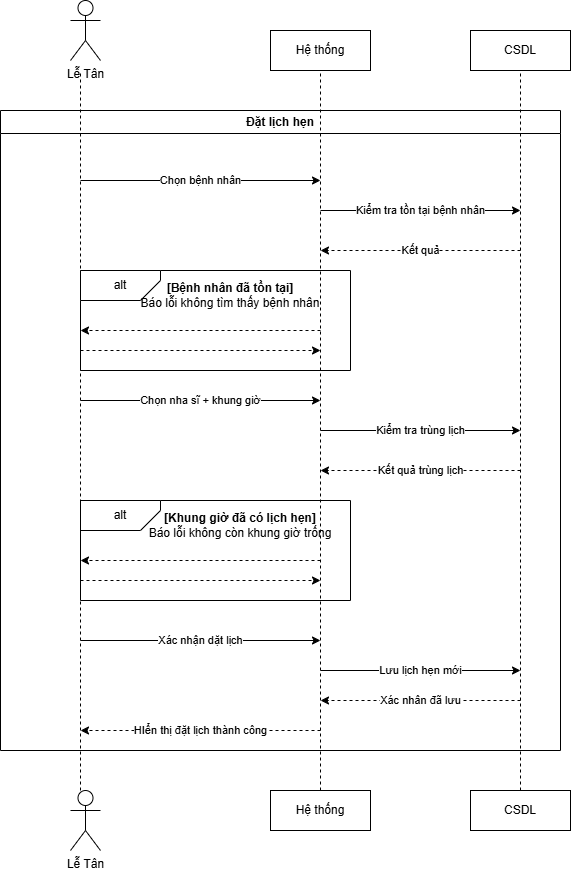 Hệ thống
CSDL
Lễ Tân
Đặt lịch hẹn
Chọn bệnh nhân
Kiểm tra tồn tại bệnh nhân
Kết quả
alt
[Bệnh nhân đã tồn tại]
Báo lỗi không tìm thấy bệnh nhân
Chọn nha sĩ + khung giờ
Kiểm tra trùng lịch
Kết quả trùng lịch
alt
[Khung giờ đã có lịch hẹn]
Báo lỗi không còn khung giờ trống
Xác nhận dặt lịch
Lưu lịch hẹn mới
Xác nhân đã lưu
HIển thị đặt lịch thành công
Hệ thống
CSDL
Lễ Tân